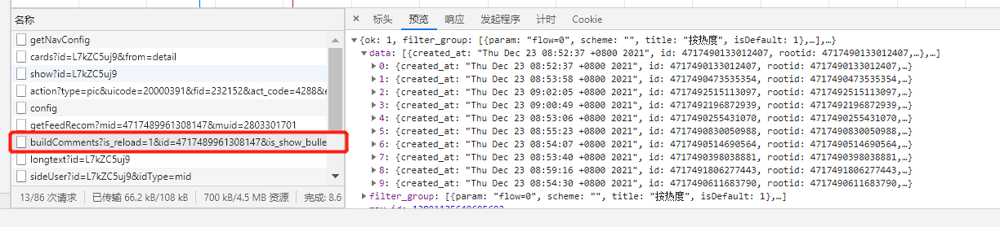 名称
getNavConfig
cards?id=L7kZC5uj9&from=detail
show?id=L7kZC5uj9
action?type=pic&uicode=20000391&fid=232152&act_code=4288&e
config
getFeedRecom?mid=4717489961308147&muid=2803301701
buildComments?is_reload=1&id=4717489961308147&is_show_bulle
longtext?id=L7kZC5uj9
sideUser?id=L7kZC5uj9&idType=mid
13/86 次请求 已传输 66.2 kB/108 kB 700 kB/4.5 MB 资源 完成: 8.6
× 标头 预览 响应 发起程序 计时 Cookie
▼{ok: 1, filter_group: [{param: "flow=0", scheme: "", title: "按热度", isDefault: 1},…],…}
▼data: [{created_at: "Thu Dec 23 08:52:37 +0800 2021", id: 4717490133012407, rootid: 4717490133012407,…},…]
▶0: {created_at: "Thu Dec 23 08:52:37 +0800 2021", id: 4717490133012407, rootid: 4717490133012407,…}
▶1: {created_at: "Thu Dec 23 08:53:58 +0800 2021", id: 4717490473535354, rootid: 4717490473535354,…}
▶2: {created_at: "Thu Dec 23 09:02:05 +0800 2021", id: 4717492515113097, rootid: 4717492515113097,…}
▶3: {created_at: "Thu Dec 23 09:00:49 +0800 2021", id: 4717492196872939, rootid: 4717492196872939,…}
▶4: {created_at: "Thu Dec 23 08:53:06 +0800 2021", id: 4717490255431070, rootid: 4717490255431070,…}
▶5: {created_at: "Thu Dec 23 08:55:23 +0800 2021", id: 4717490830050988, rootid: 4717490830050988,…}
▶6: {created_at: "Thu Dec 23 08:54:07 +0800 2021", id: 4717490514690564, rootid: 4717490514690564,…}
▶7: {created_at: "Thu Dec 23 08:53:40 +0800 2021", id: 4717490398038881, rootid: 4717490398038881,…}
▶8: {created_at: "Thu Dec 23 08:59:16 +0800 2021", id: 4717491806277443, rootid: 4717491806277443,…}
▶9: {created_at: "Thu Dec 23 08:54:30 +0800 2021", id: 4717490611683790, rootid: 4717490611683790,…}
▶filter_group: [{param: "flow=0", scheme: "", title: "按热度", isDefault: 1},…]